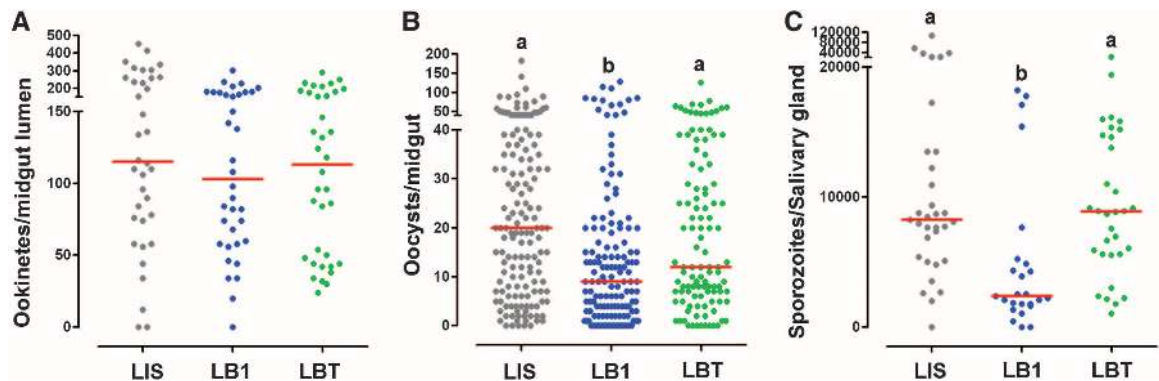 A
Ookinetes/midgut lumen
500
400
300
200
150
100
50
0
LIS LB1 LBT
B
Oocysts/midgut
200
150
100
50
40
30
20
10
0
a b a
LIS LB1 LBT
C
Sporozoites/Salivary gland
120000
80000
40000
20000
10000
0
a b a
LIS LB1 LBT